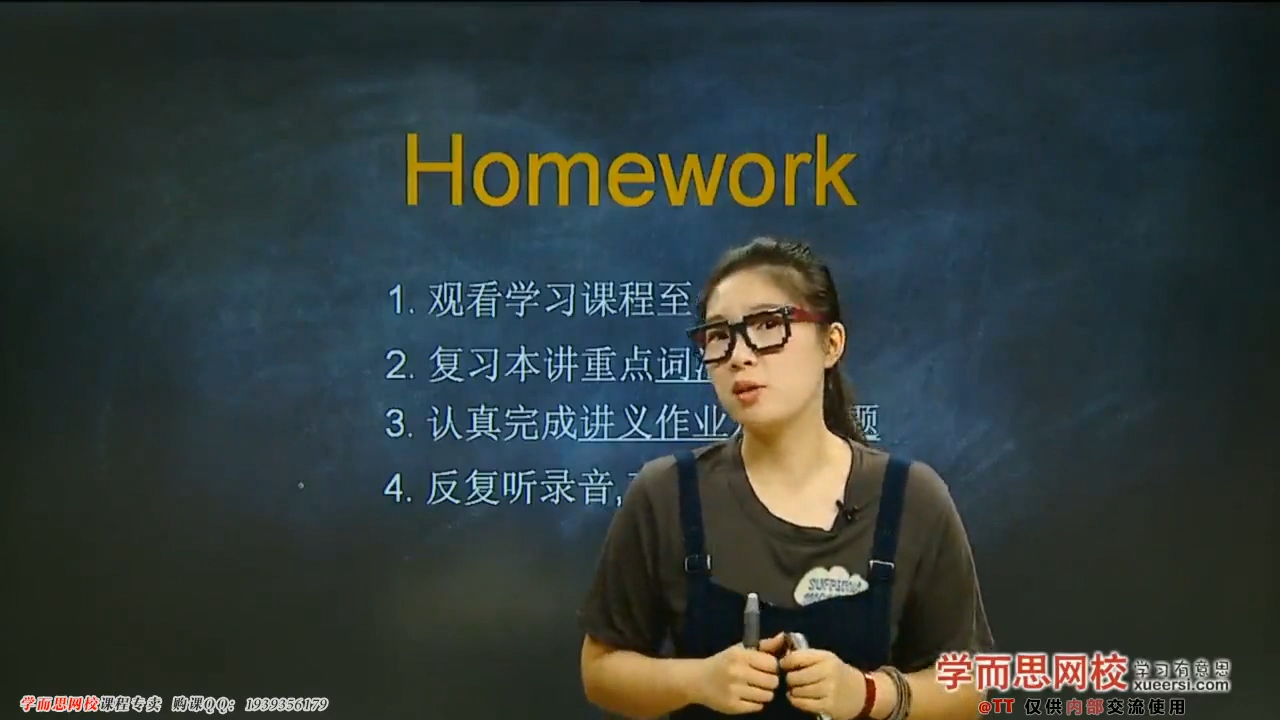 Homework
1. 观看学习课程至
2. 复习本讲重点词
3. 认真完成讲义作业 题
4. 反复听录音,
学而思网校 学习有意思
xueersi.com
@TT 仅供内部交流使用
学而思网校课程专卖 购课QQ: 1939356179